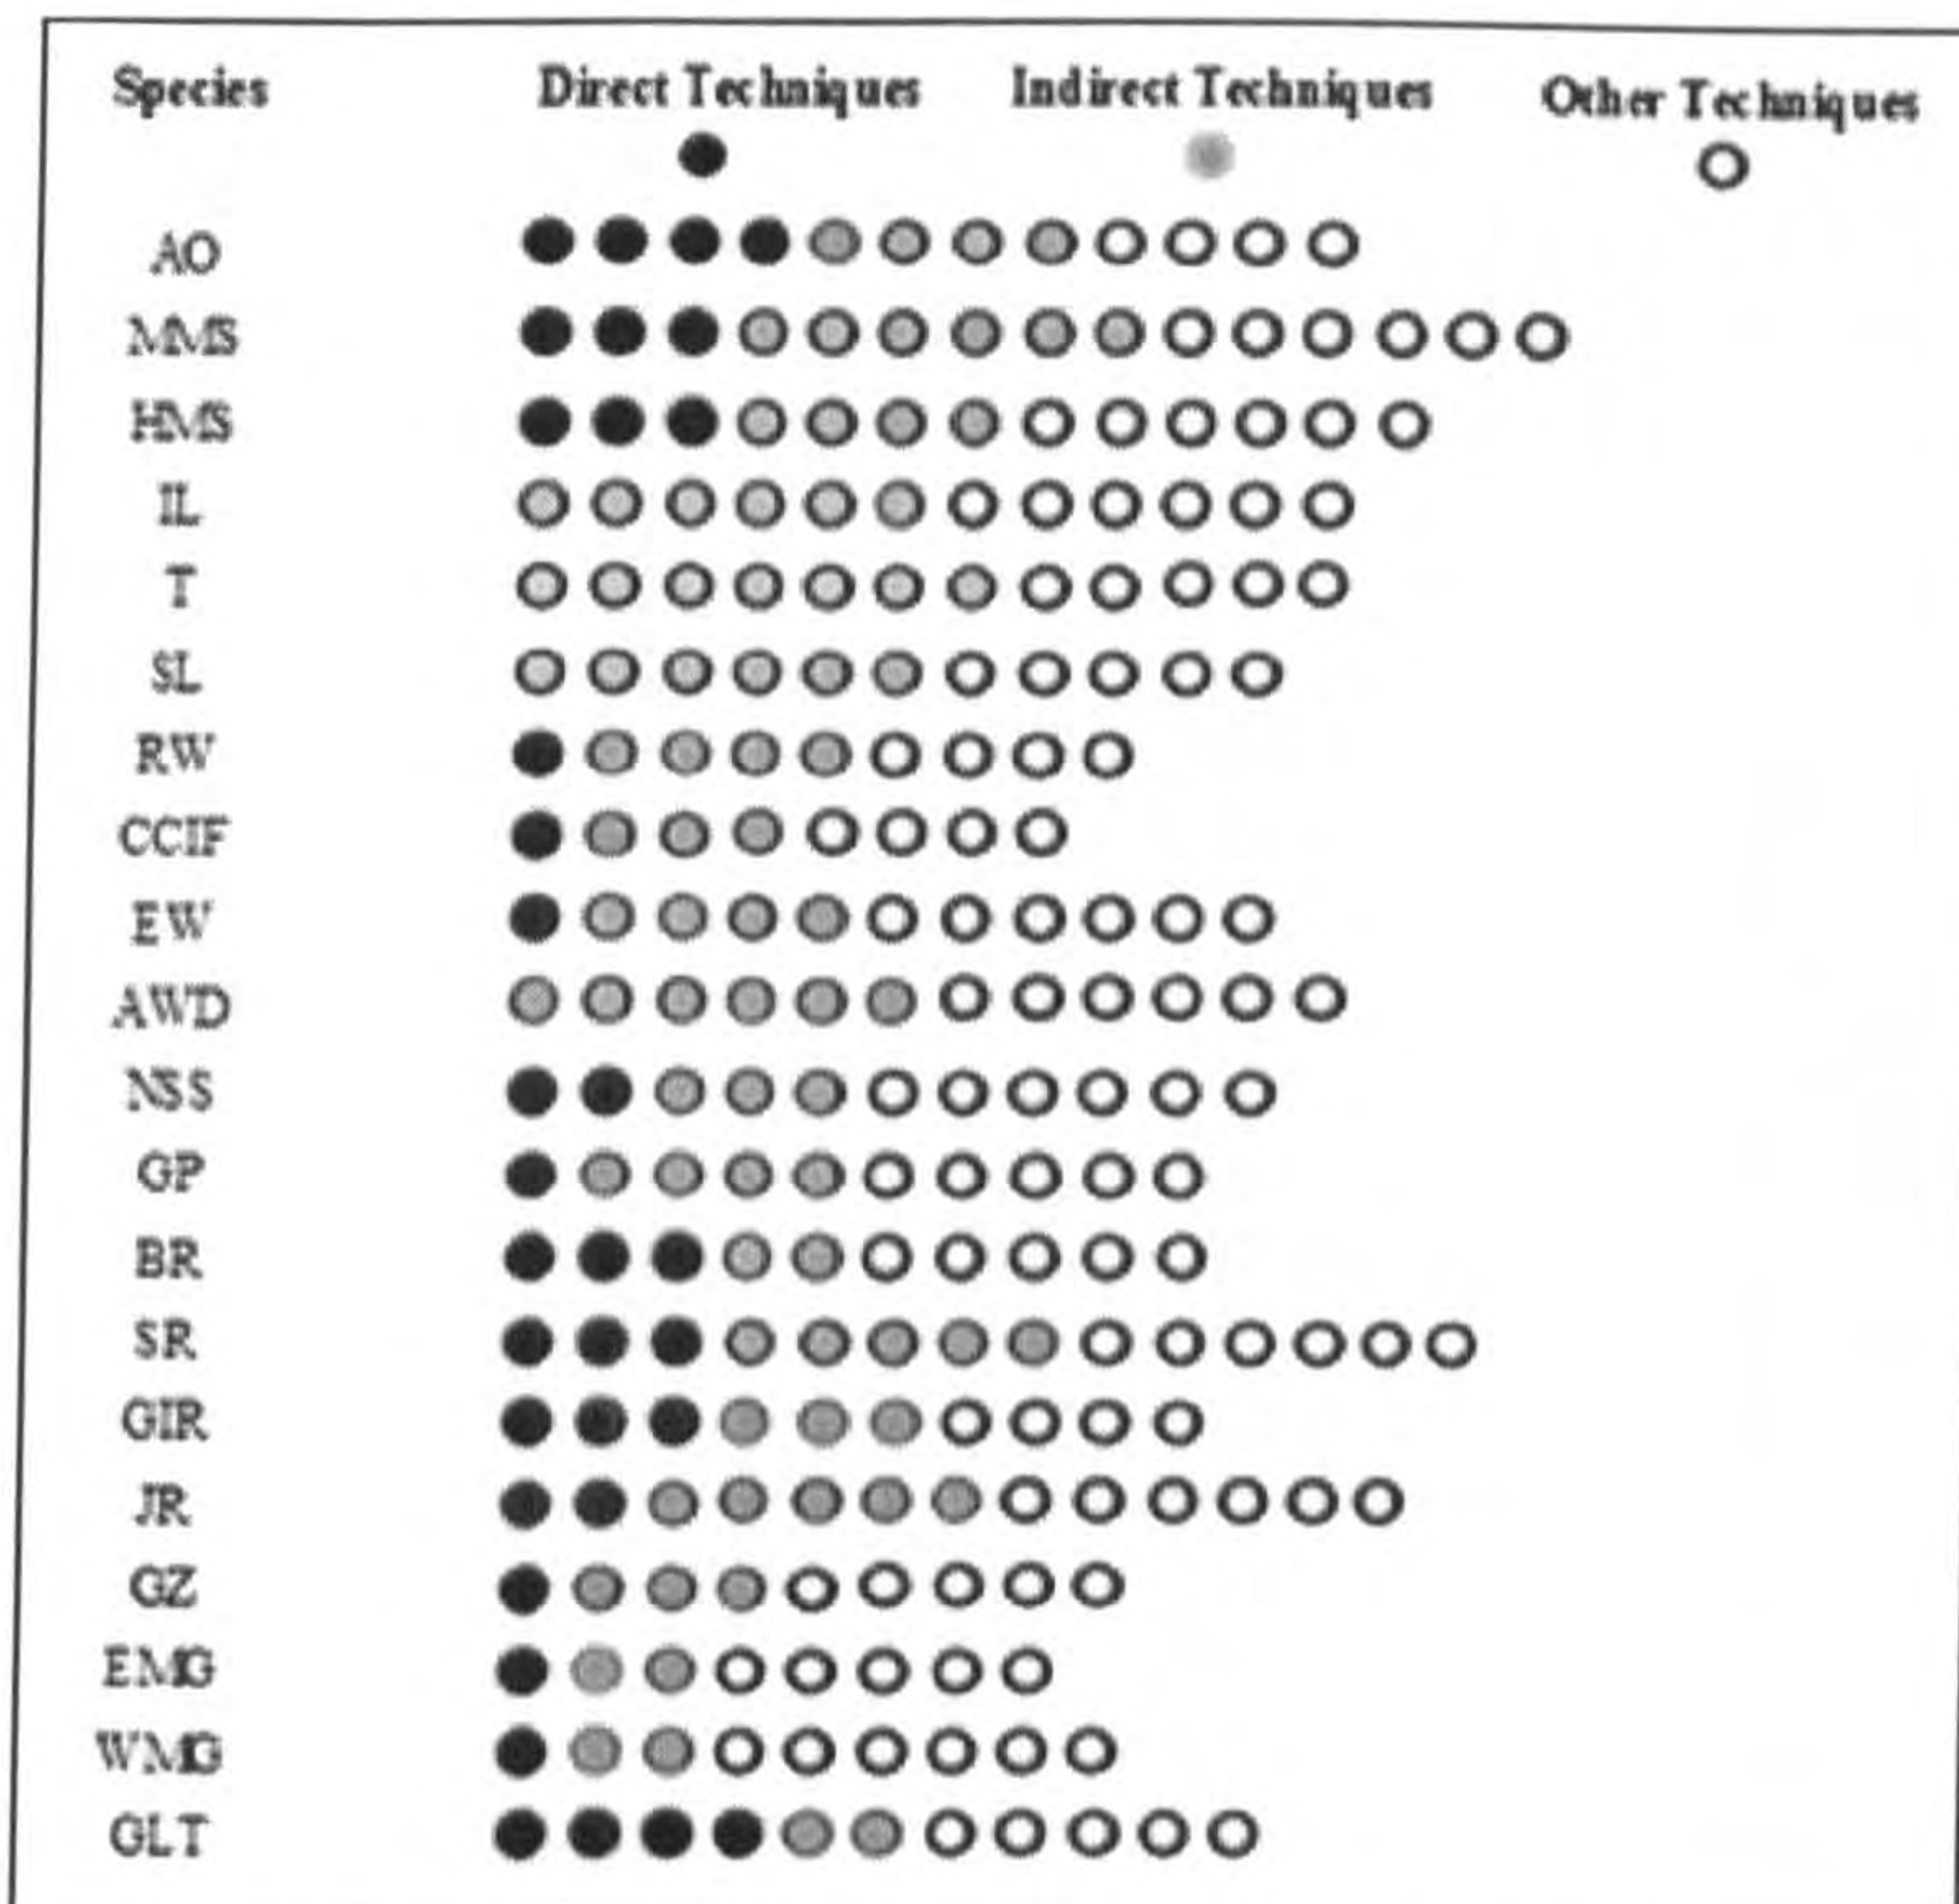 Species Direct Techniques Indirect Techniques Other Techniques
AO
MMS
HMS
IL
T
SL
RW
CCIF
EW
AWD
NSS
GP
BR
SR
GIR
JR
GZ
EMG
WMG
GLT